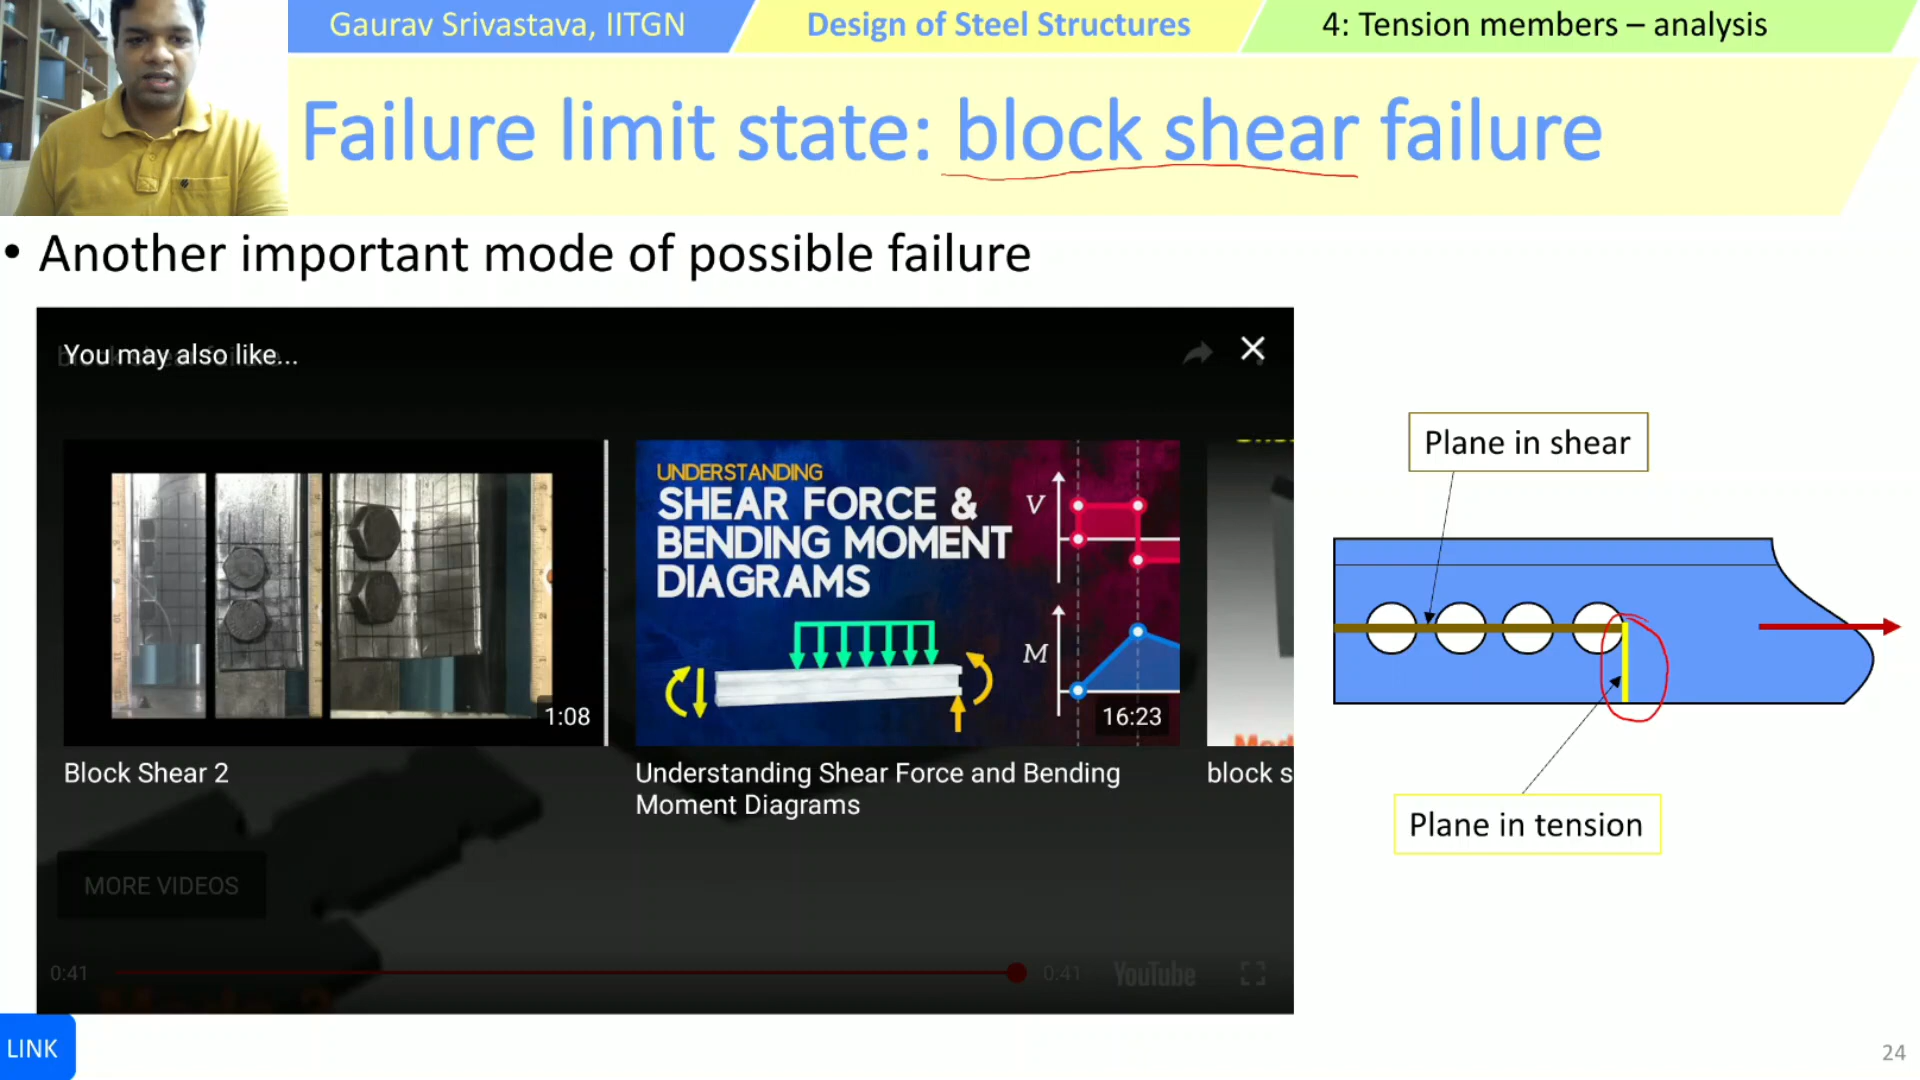 Gaurav Srivastava, IITGN
Design of Steel Structures
4: Tension members – analysis
Failure limit state: block shear failure
• Another important mode of possible failure
You may also like...
UNDERSTANDING
SHEAR FORCE &
BENDING MOMENT
DIAGRAMS
V
M
1:08
16:23
Block Shear 2
Understanding Shear Force and Bending
Moment Diagrams
block s
MORE VIDEOS
0:41
0:41
YouTube
Plane in shear
Plane in tension
LINK
24